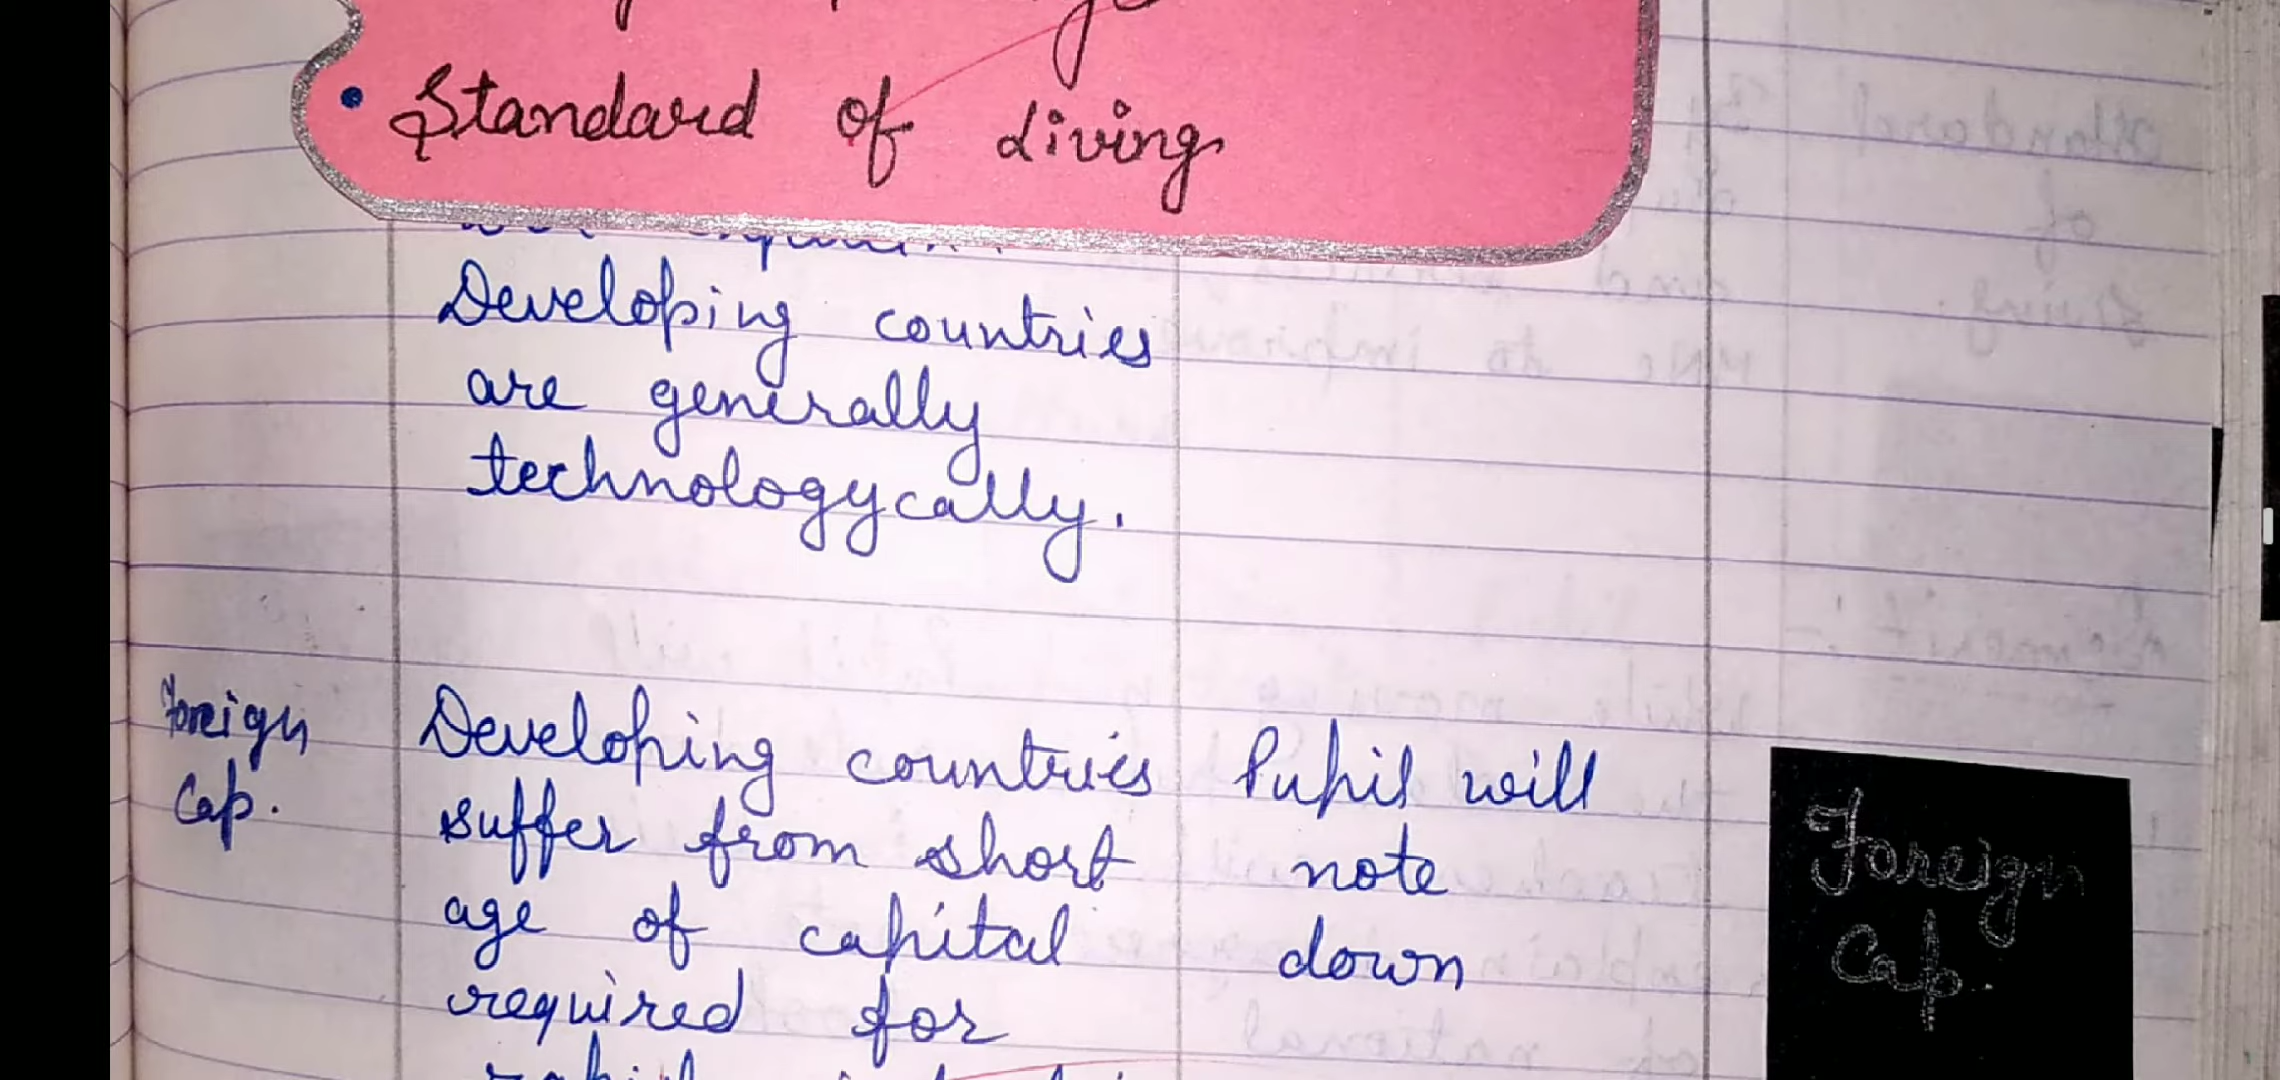 • Standard of Living
Developing countries
are generally
technologycally.
Foreign
Cap.
Developing countries
suffer from short
age of capital
required for
Pupil will
note
down
Foreign
Cap.